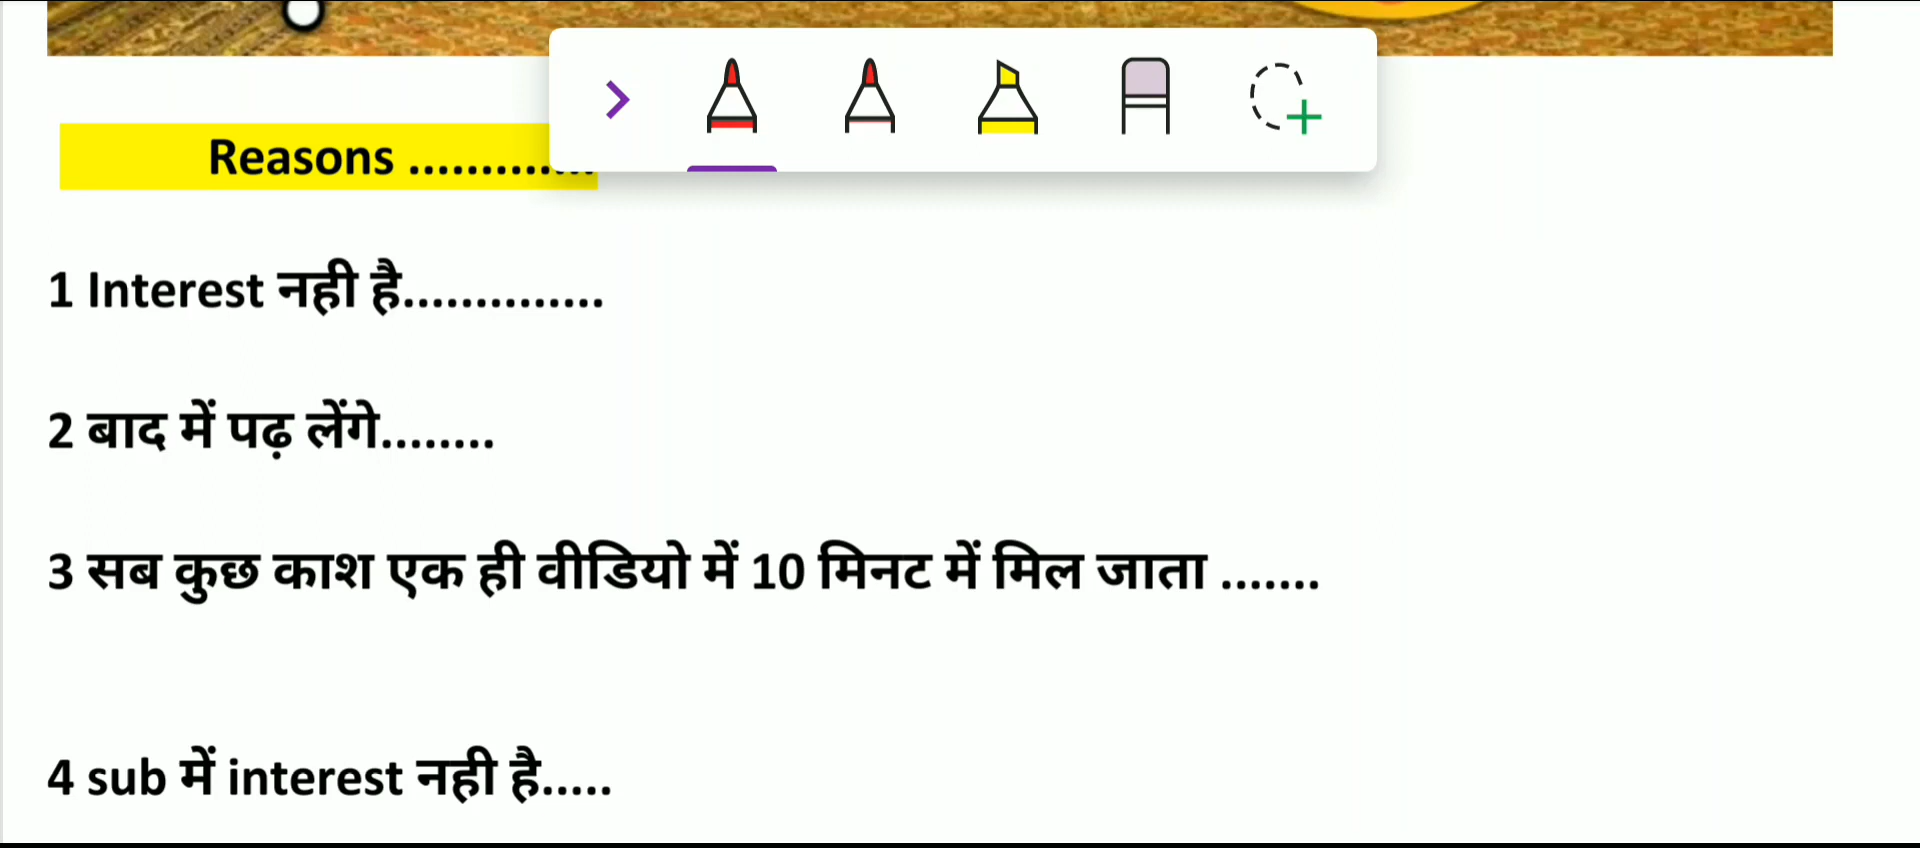 Reasons .............
1 Interest नही है..............
2 बाद में पढ़ लेंगे........
3 सब कुछ काश एक ही वीडियो में 10 मिनट में मिल जाता .......
4 sub में interest नही है.....